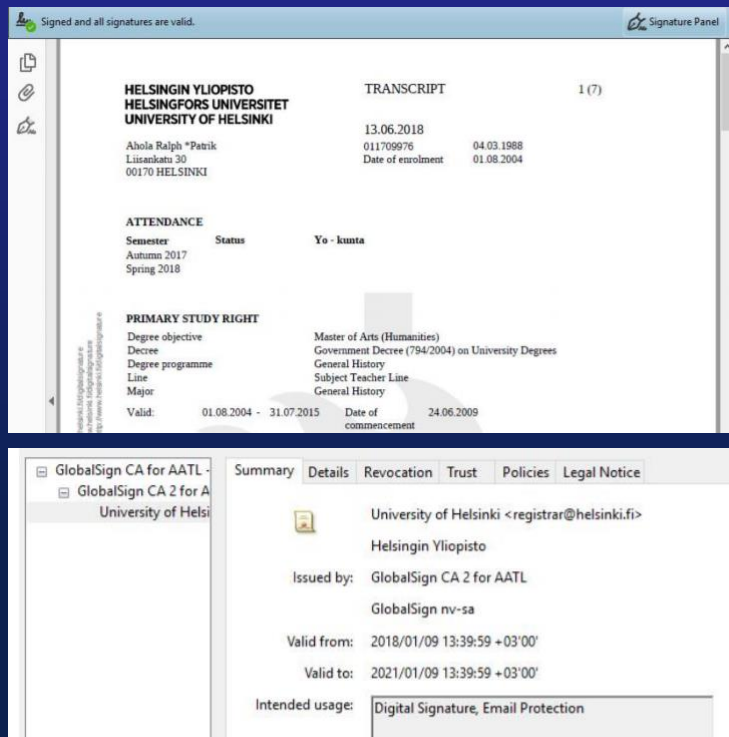 Signed and all signatures are valid.
Signature Panel
HELSINGIN YLIOPISTO
HELSINGFORS UNIVERSITET
UNIVERSITY OF HELSINKI
TRANSCRIPT 1 (7)
13.06.2018
Ahola Ralph *Patrik 011709976 04.03.1988
Liisankatu 30 Date of enrolment 01.08.2004
00170 HELSINKI
ATTENDANCE
Semester Status Yo - kunta
Autumn 2017
Spring 2018
PRIMARY STUDY RIGHT
Degree objective Master of Arts (Humanities)
Decree Government Decree (794/2004) on University Degrees
Degree programme General History
Line Subject Teacher Line
Major General History
Valid: 01.08.2004 - 31.07.2015 Date of 24.06.2009
commencement
GlobalSign CA for AATL -
GlobalSign CA 2 for A
University of Helsi
Summary Details Revocation Trust Policies Legal Notice
University of Helsinki <registrar@helsinki.fi>
Helsingin Yliopisto
Issued by: GlobalSign CA 2 for AATL
GlobalSign nv-sa
Valid from: 2018/01/09 13:39:59 +03'00'
Valid to: 2021/01/09 13:39:59 +03'00'
Intended usage: Digital Signature, Email Protection